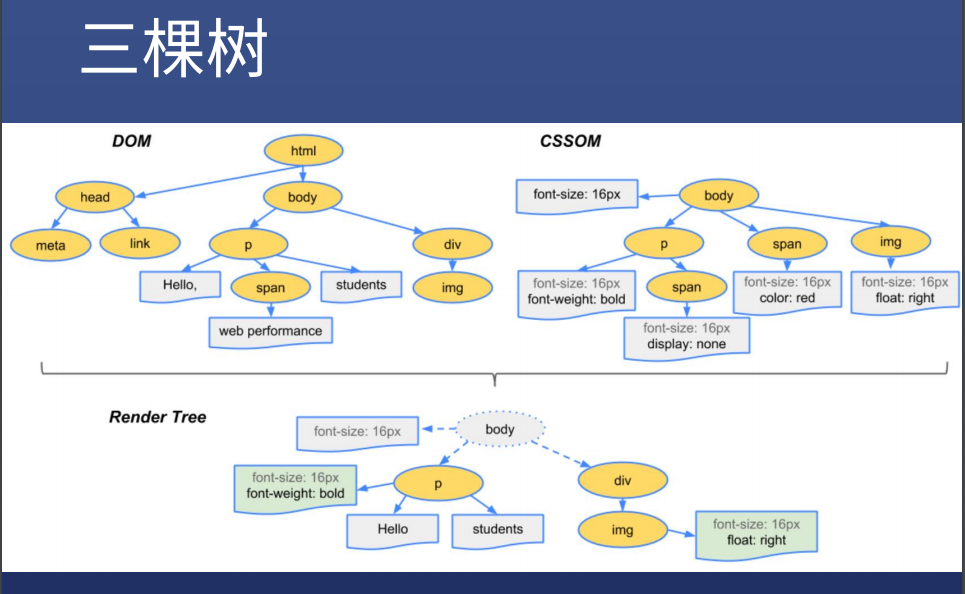 三棵树
DOM
html
head
body
meta
link
p
div
Hello,
span
students
img
web performance
CSSOM
font-size: 16px
body
p
span
img
font-size: 16px
font-weight: bold
span
font-size: 16px
color: red
font-size: 16px
float: right
font-size: 16px
display: none
Render Tree
font-size: 16px
body
font-size: 16px
font-weight: bold
p
div
Hello
students
img
font-size: 16px
float: right